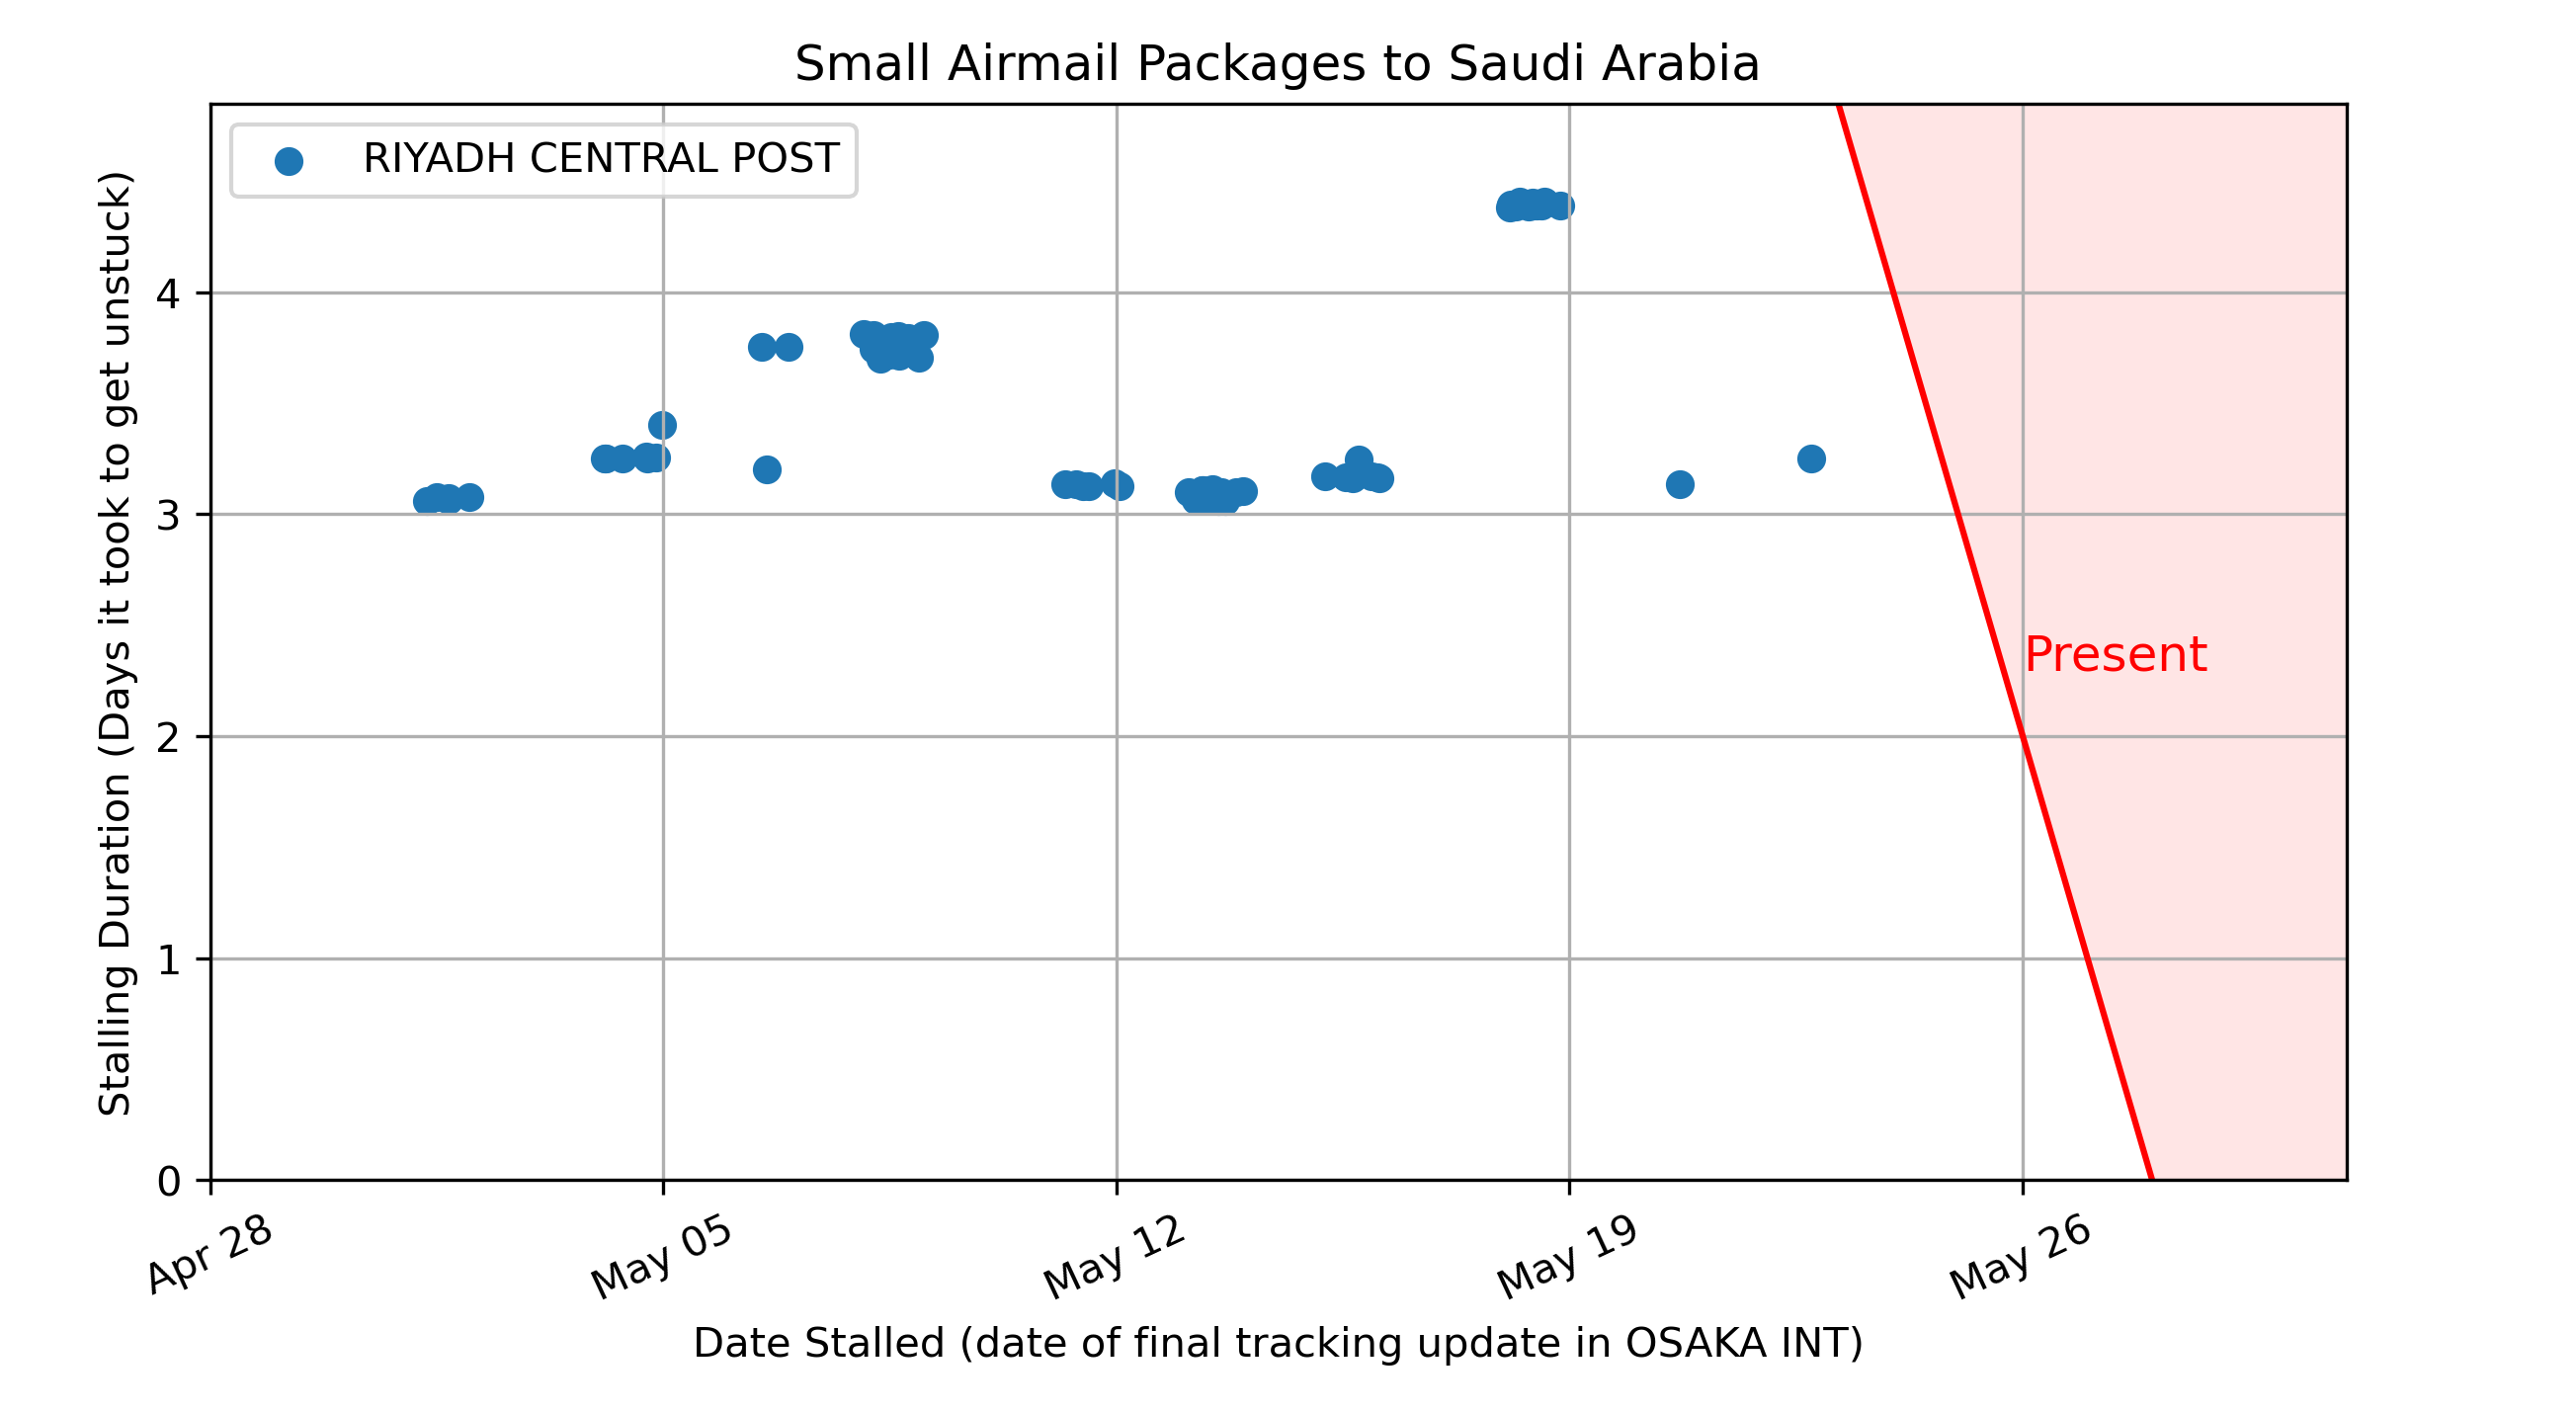 Small Airmail Packages to Saudi Arabia
RIYADH CENTRAL POST
Stalling Duration (Days it took to get unstuck)
4
3
2
1
0
Present
Apr 28
May 05
May 12
May 19
May 26
Date Stalled (date of final tracking update in OSAKA INT)